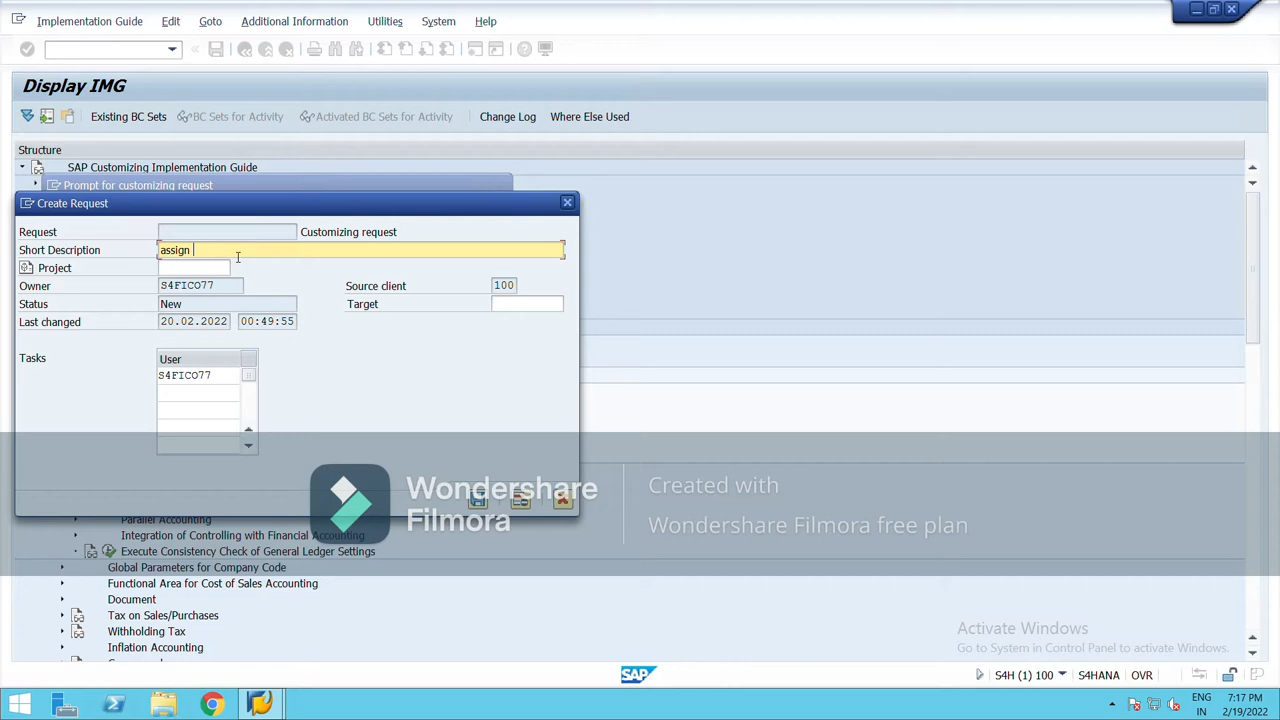 Implementation Guide Edit Goto Additional Information Utilities System Help
Display IMG
Existing BC Sets BC Sets for Activity Activated BC Sets for Activity Change Log Where Else Used
Structure
SAP Customizing Implementation Guide
Prompt for customizing request
Create Request
Request Customizing request
Short Description assign
Project
Owner S4FICO77 Source client 100
Status New Target
Last changed 20.02.2022 00:49:55
Tasks User
S4FICO77
Wondershare
Filmora
Created with
Wondershare Filmora free plan
Parallel Accounting
Integration of Controlling with Financial Accounting
Execute Consistency Check of General Ledger Settings
Global Parameters for Company Code
Functional Area for Cost of Sales Accounting
Document
Tax on Sales/Purchases
Withholding Tax
Inflation Accounting
Activate Windows
Go to System in Control Panel to activate Windows.
SAP S4H (1) 100 S4HANA OVR
ENG 7:17 PM
IN 2/19/2022